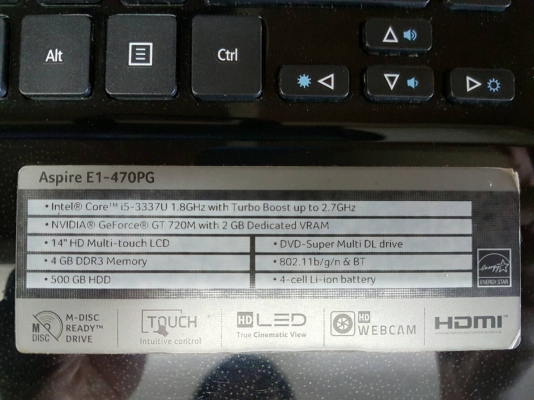 Alt
Ctrl
Aspire E1-470PG
• Intel® Core™ i5-3337U 1.8GHz with Turbo Boost up to 2.7GHz
• NVIDIA® GeForce® GT 720M with 2 GB Dedicated VRAM
• 14" HD Multi-touch LCD
• DVD-Super Multi DL drive
• 4 GB DDR3 Memory
• 802.11b/g/n & BT
• 500 GB HDD
• 4-cell Li-ion battery
energy
ENERGY STAR
M DISC
M-DISC
READY™
DRIVE
TOUCH
Intuitive control
HD LED
True Cinematic View
HD
WEBCAM
HDMI™